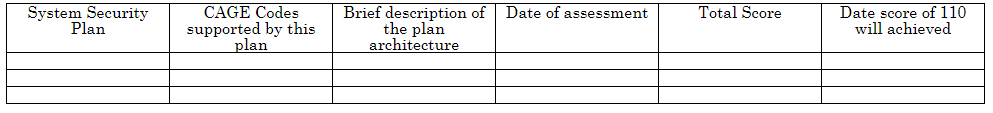 System Security
Plan
CAGE Codes
supported by this
plan
Brief description of
the plan
architecture
Date of assessment
Total Score
Date score of 110
will achieved